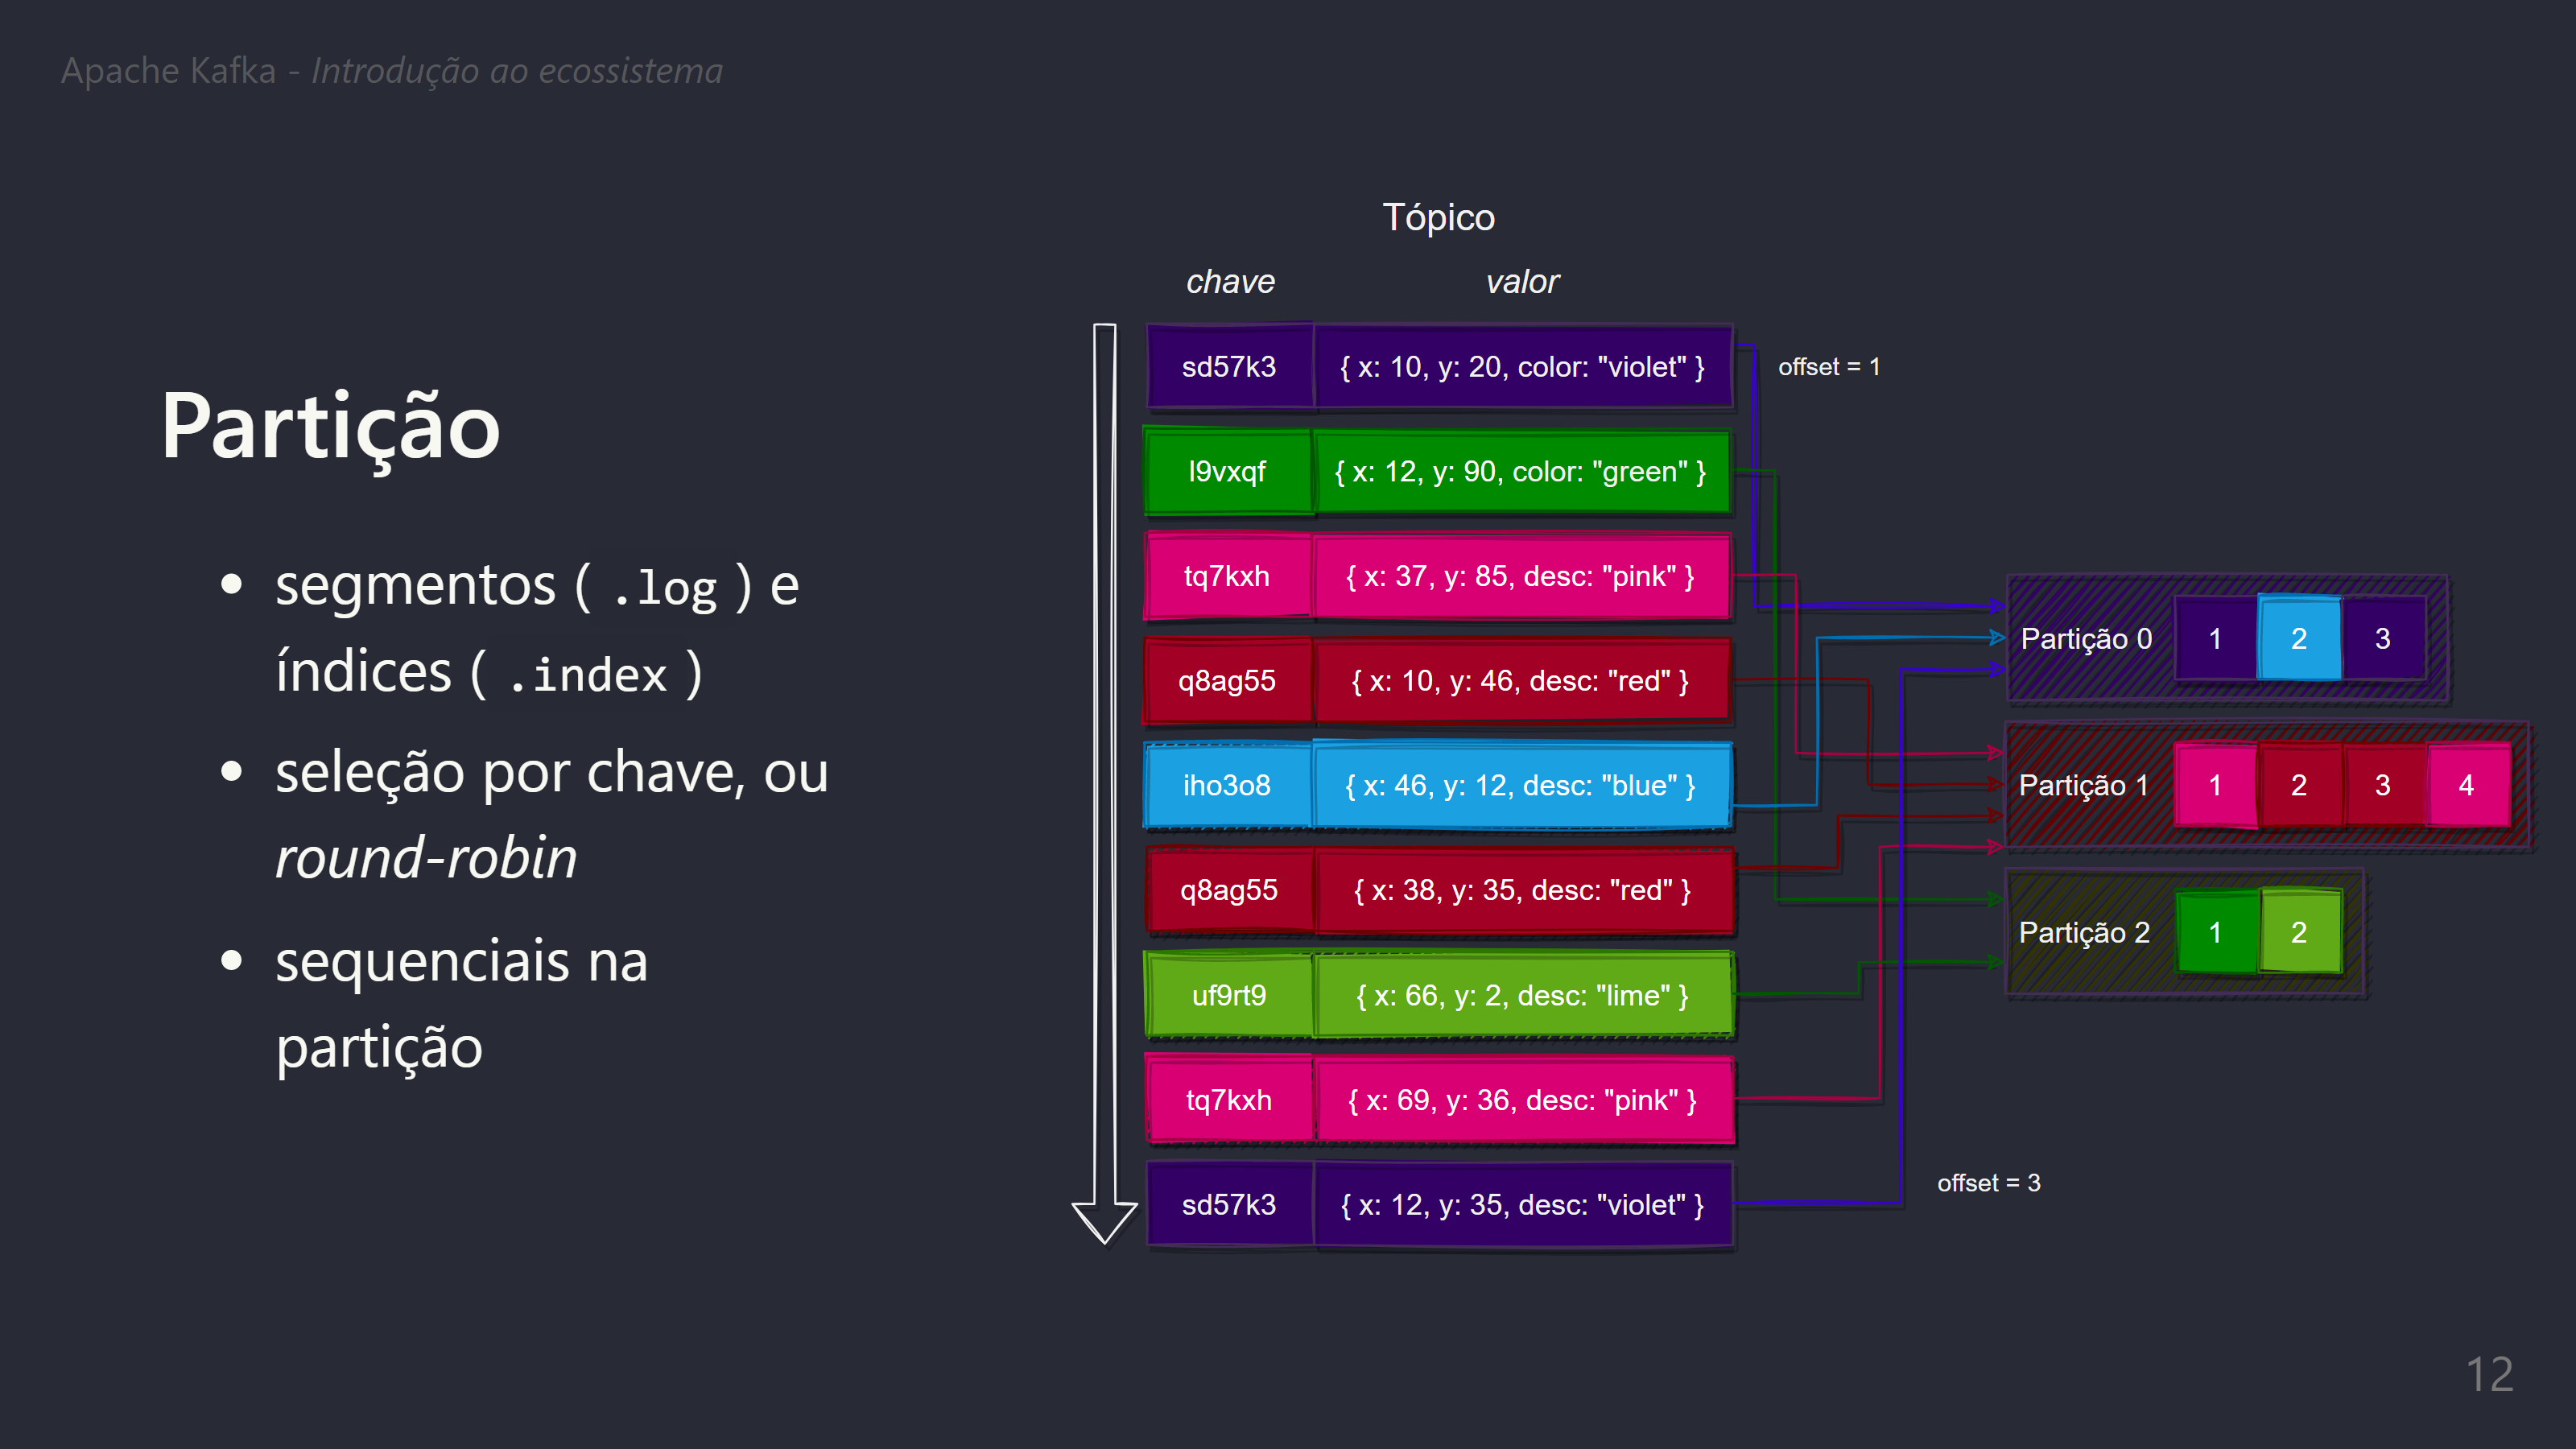 Apache Kafka - Introdução ao ecossistema
Partição
• segmentos ( .log ) e
índices ( .index )
• seleção por chave, ou
round-robin
• sequenciais na
partição
Tópico
chave valor
sd57k3 { x: 10, y: 20, color: "violet" }
offset = 1
l9vxqf { x: 12, y: 90, color: "green" }
tq7kxh { x: 37, y: 85, desc: "pink" }
q8ag55 { x: 10, y: 46, desc: "red" }
iho3o8 { x: 46, y: 12, desc: "blue" }
q8ag55 { x: 38, y: 35, desc: "red" }
uf9rt9 { x: 66, y: 2, desc: "lime" }
tq7kxh { x: 69, y: 36, desc: "pink" }
sd57k3 { x: 12, y: 35, desc: "violet" }
offset = 3
Partição 0 1 2 3
Partição 1 1 2 3 4
Partição 2 1 2
12